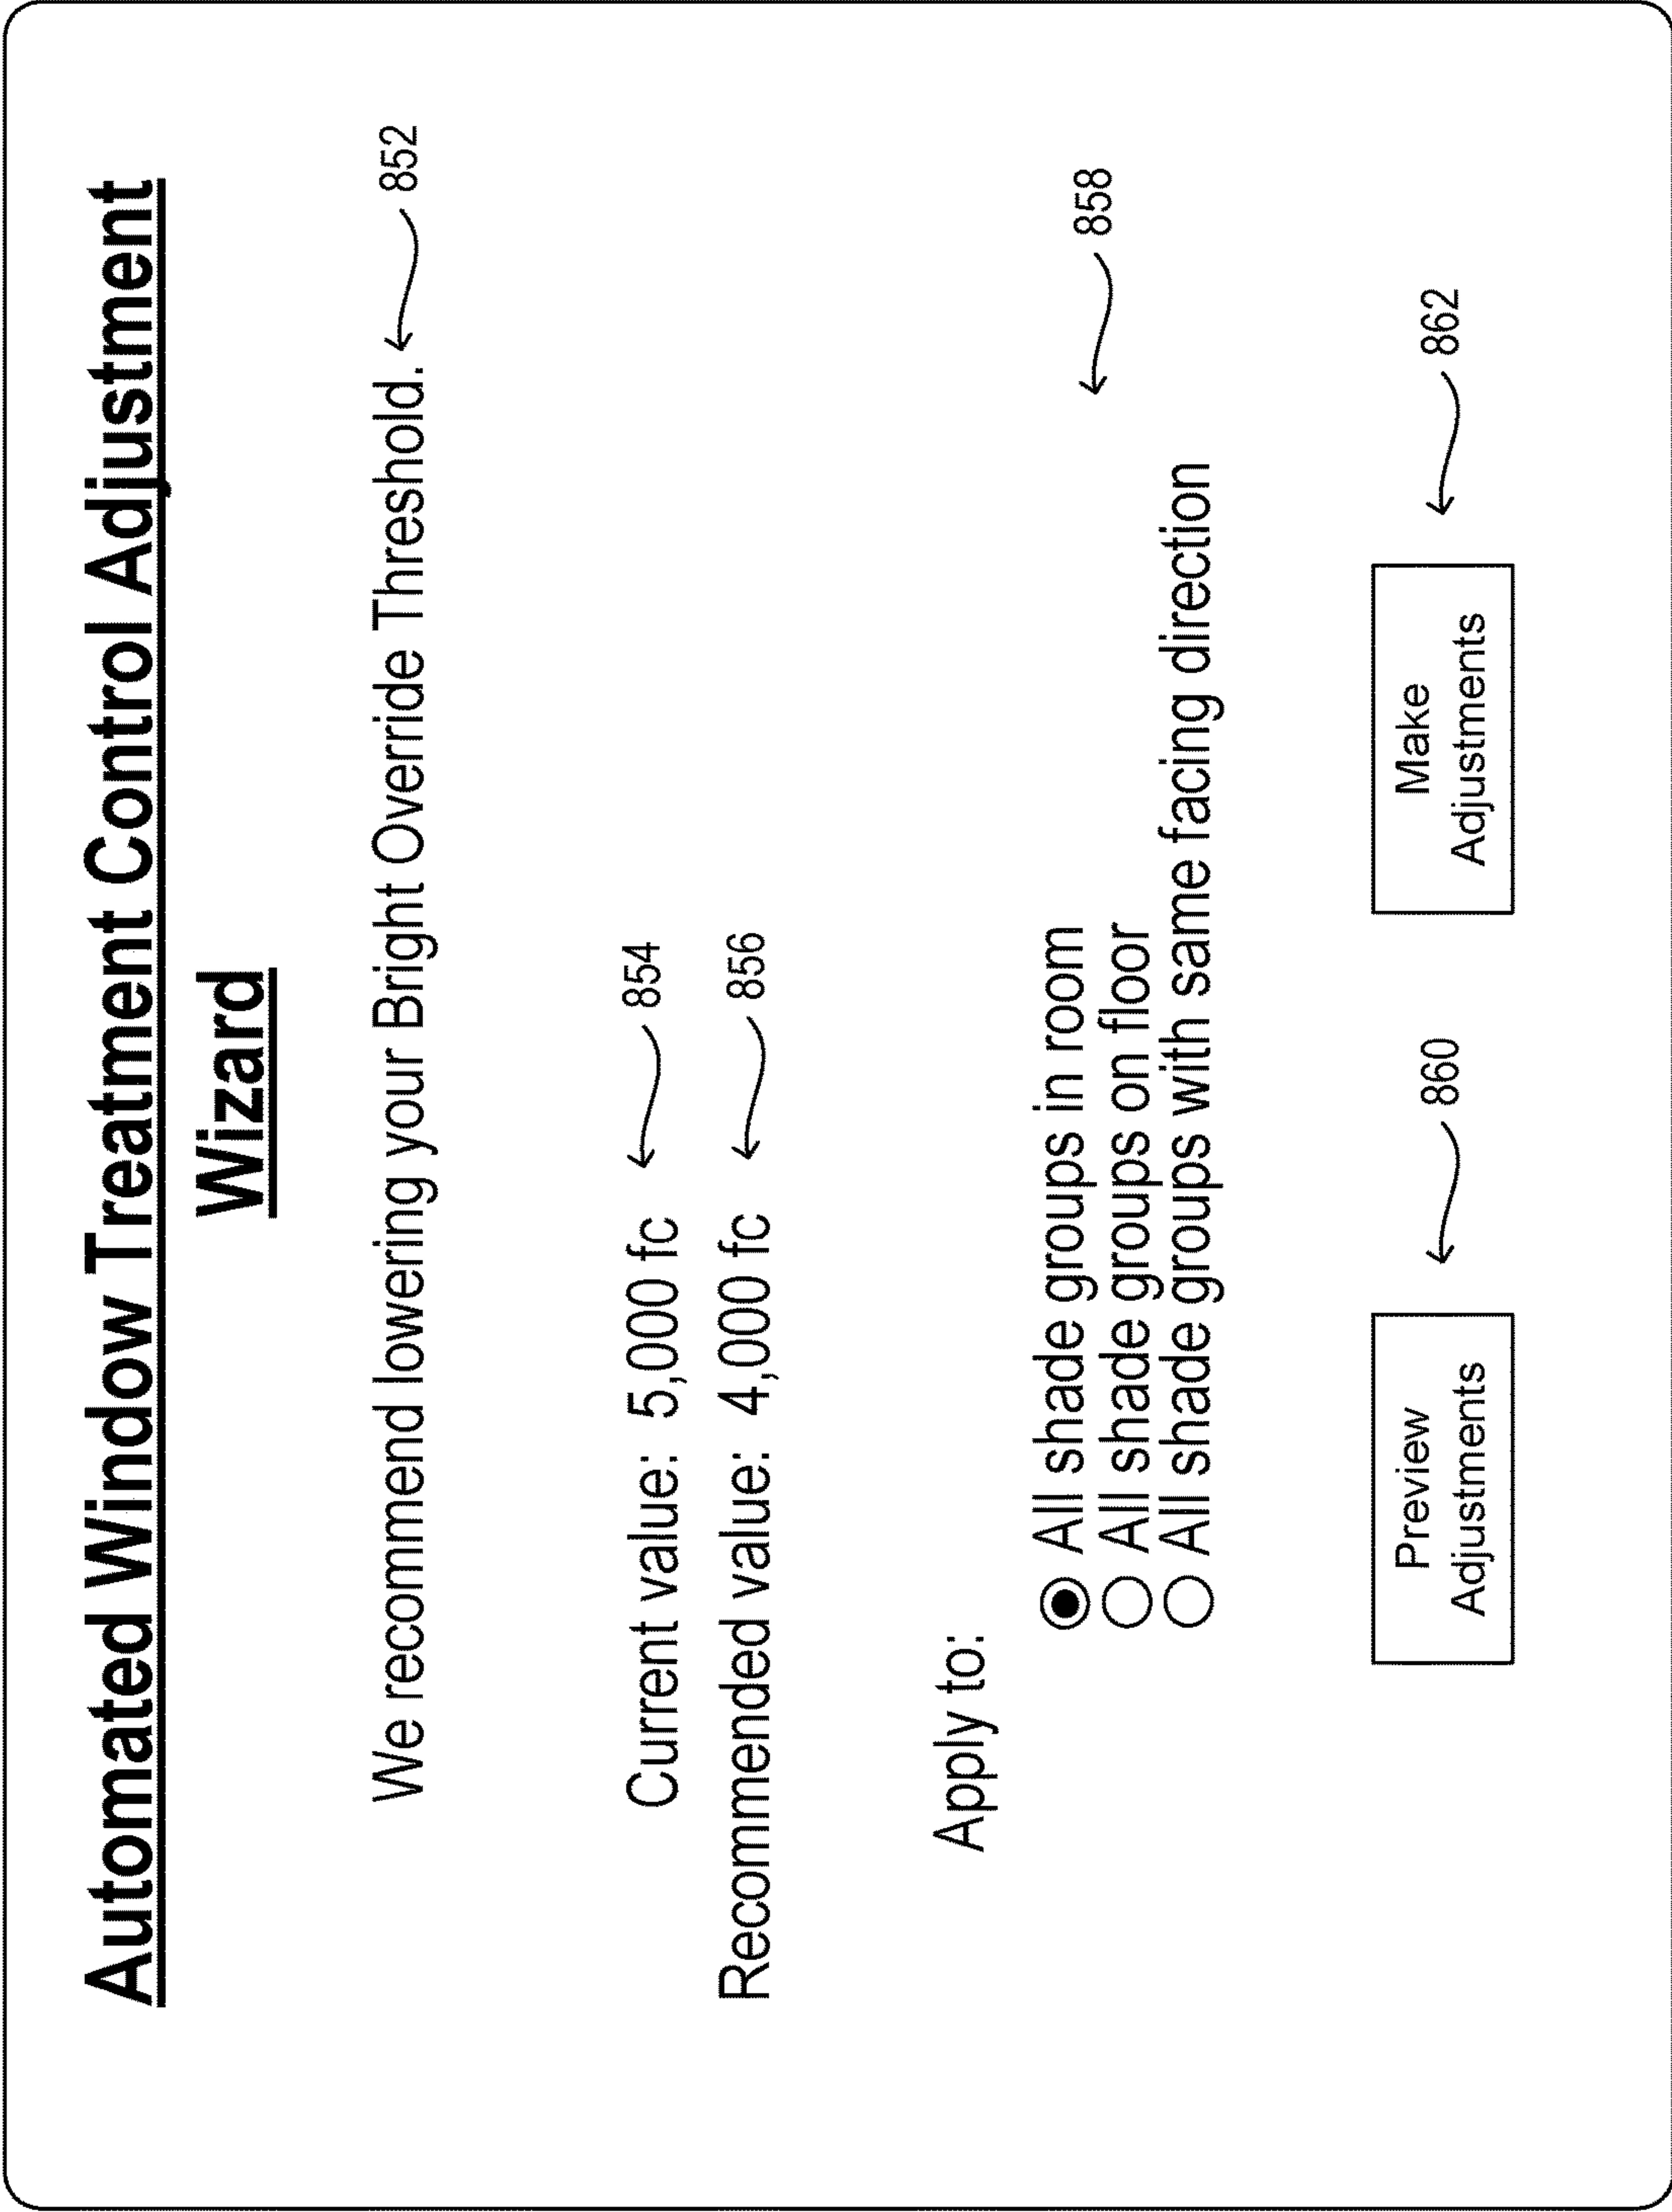 Automated Window Treatment Control Adjustment
Wizard
We recommend lowering your Bright Override Threshold. 852
Current value: 5,000 fc 854
Recommended value: 4,000 fc 856
Apply to:
858
All shade groups in room
All shade groups on floor
All shade groups with same facing direction
Preview
Adjustments
860
Make
Adjustments
862